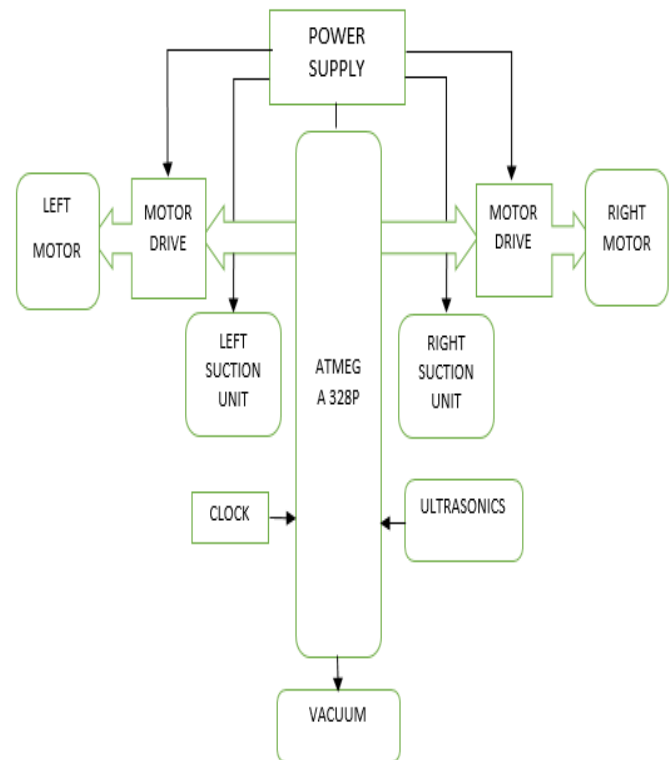 POWER
SUPPLY
LEFT
MOTOR
MOTOR
DRIVE
MOTOR
DRIVE
RIGHT
MOTOR
LEFT
SUCTION
UNIT
ATMEG
A 328P
RIGHT
SUCTION
UNIT
CLOCK
ULTRASONICS
VACUUM